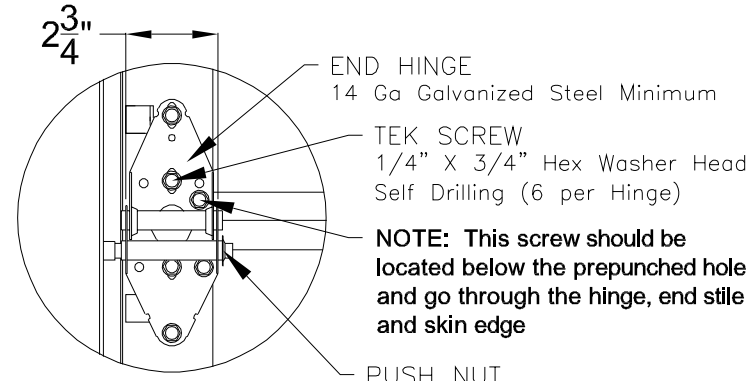 2 3/4"
END HINGE
14 Ga Galvanized Steel Minimum
TEK SCREW
1/4" X 3/4" Hex Washer Head
Self Drilling (6 per Hinge)
NOTE: This screw should be
located below the prepunched hole
and go through the hinge, end stile
and skin edge
PUSH NUT